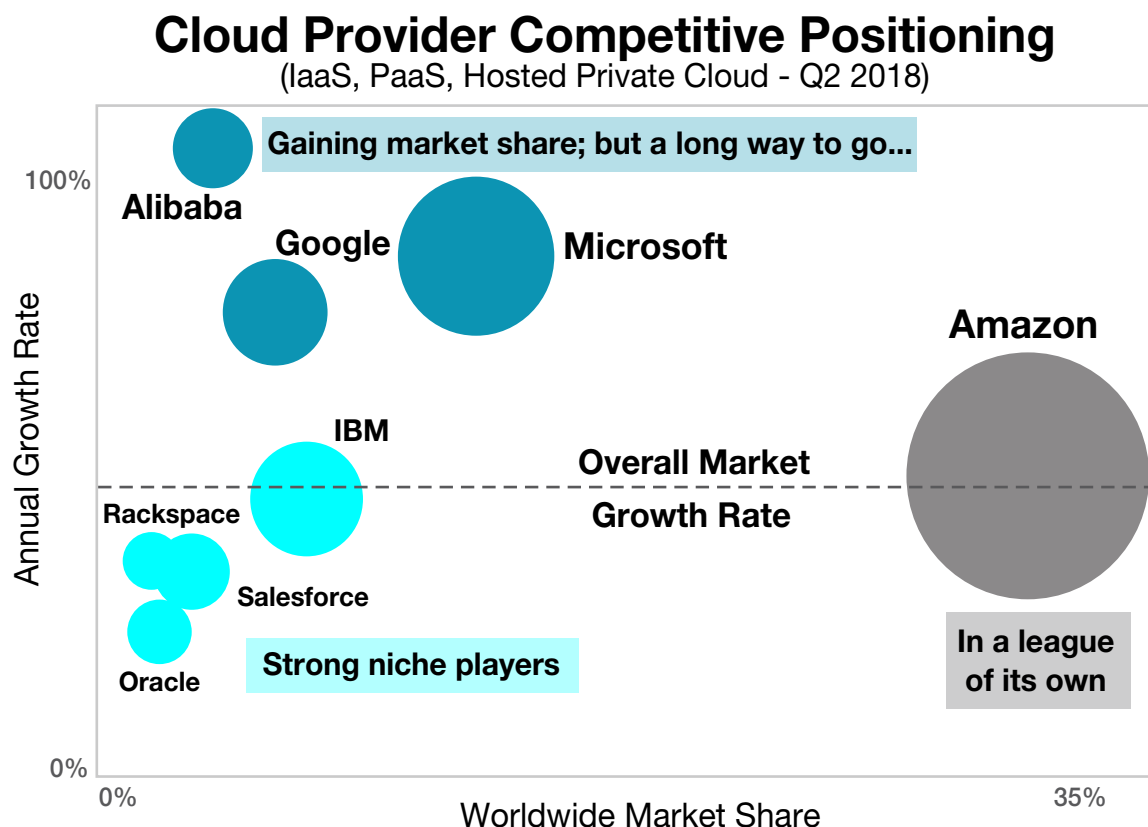 Cloud Provider Competitive Positioning
(IaaS, PaaS, Hosted Private Cloud - Q2 2018)
Gaining market share; but a long way to go...
100%
Alibaba
Google
Microsoft
Amazon
Annual Growth Rate
IBM
Overall Market
Growth Rate
Rackspace
Salesforce
Oracle
Strong niche players
In a league
of its own
0%
0%
35%
Worldwide Market Share